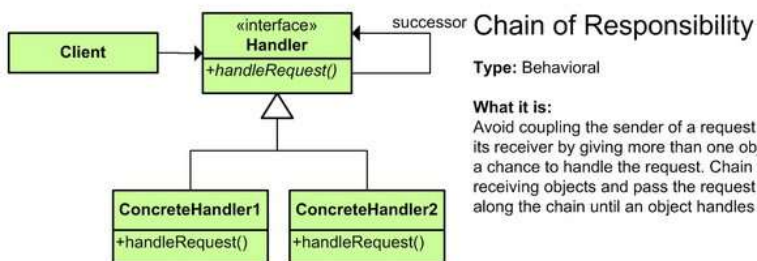 «interface»
Handler
+handleRequest()
successor
Client
ConcreteHandler1
+handleRequest()
ConcreteHandler2
+handleRequest()
Chain of Responsibility
Type: Behavioral
What it is:
Avoid coupling the sender of a request
its receiver by giving more than one ob
a chance to handle the request. Chain
receiving objects and pass the request
along the chain until an object handles